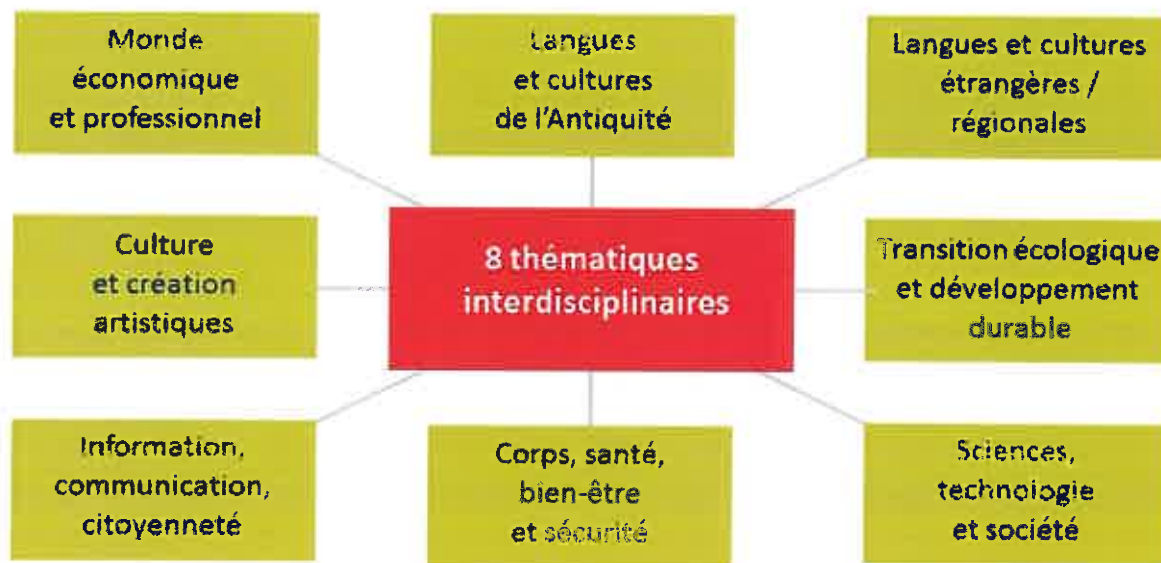 Monde
économique
et professionnel
Langues
et cultures
de l'Antiquité
Langues et cultures
étrangères /
régionales
Culture
et création
artistiques
8 thématiques
interdisciplinaires
Transition écologique
et développement
durable
Information,
communication,
citoyenneté
Corps, santé,
bien-être
et sécurité
Sciences,
technologie
et société